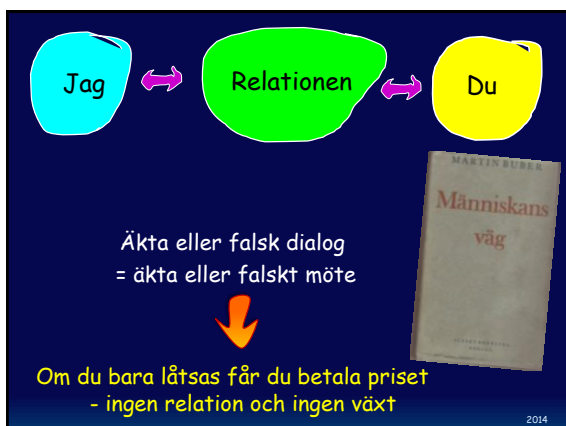 Jag
Relationen
Du
MARTIN BUBER
Människans
väg
Äkta eller falsk dialog
= äkta eller falskt möte
Om du bara låtsas får du betala priset
- ingen relation och ingen växt
2014